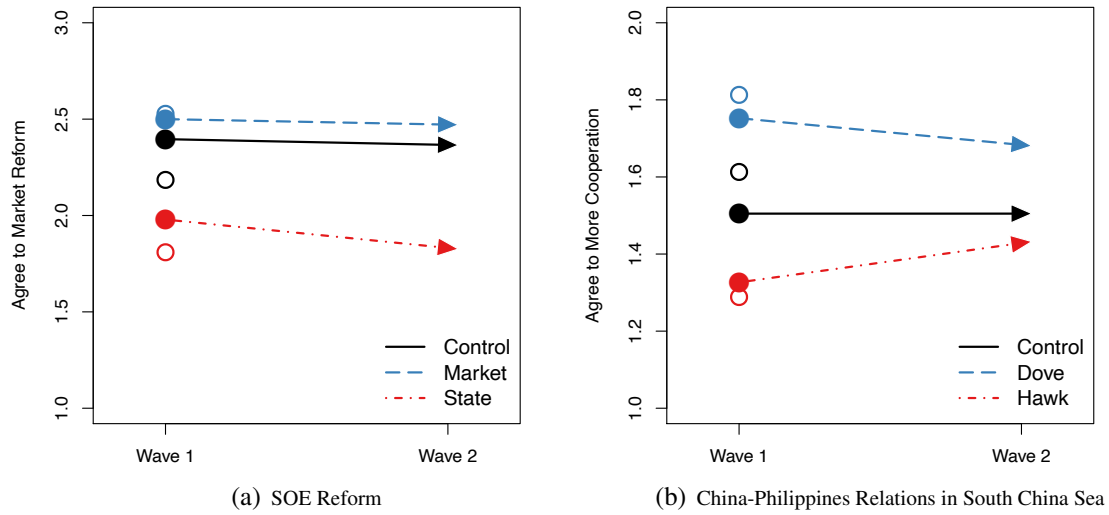 Agree to Market Reform
3.0
2.5
2.0
1.5
1.0
Control
Market
State
Wave 1
Wave 2
(a) SOE Reform
Agree to More Cooperation
2.0
1.8
1.6
1.4
1.2
1.0
Control
Dove
Hawk
Wave 1
Wave 2
(b) China-Philippines Relations in South China Sea